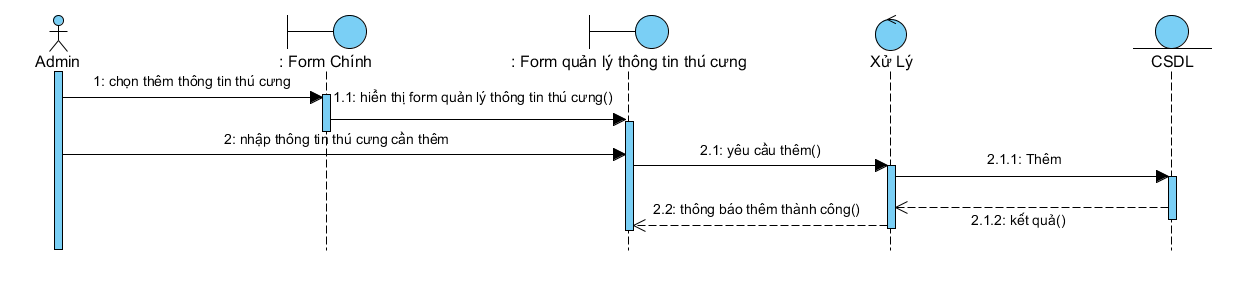 Admin
: Form Chính
: Form quản lý thông tin thú cưng
Xử Lý
CSDL
1: chọn thêm thông tin thú cưng
1.1: hiển thị form quản lý thông tin thú cưng()
2: nhập thông tin thú cưng cần thêm
2.1: yêu cầu thêm()
2.1.1: Thêm
2.2: thông báo thêm thành công()
2.1.2: kết quả()